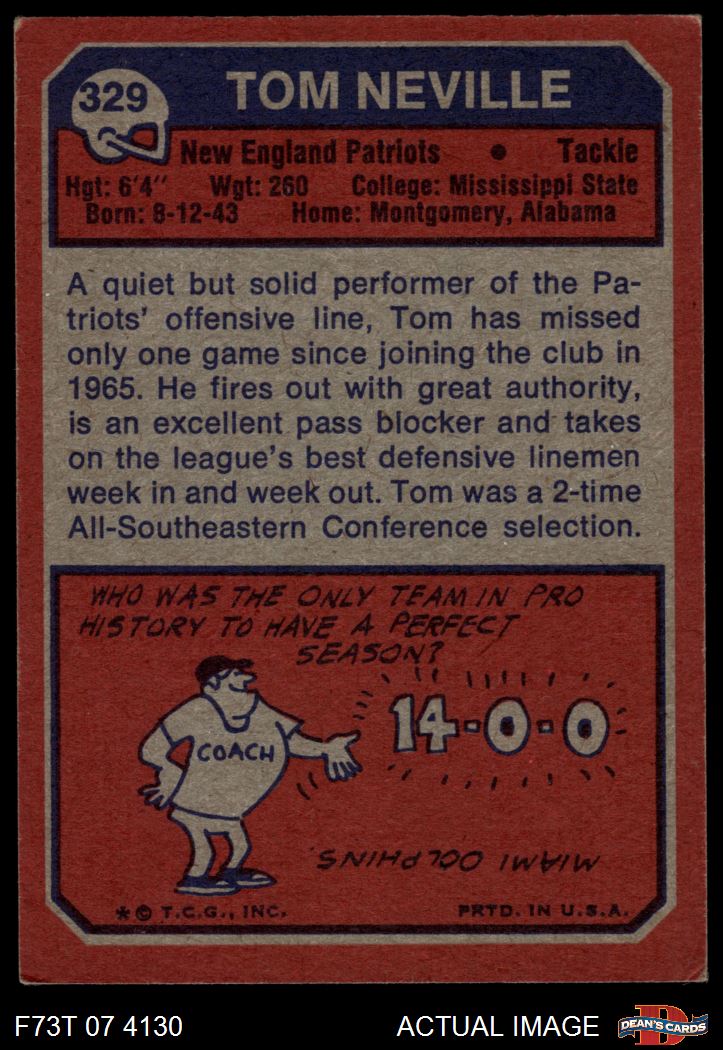 329
TOM NEVILLE
New England Patriots • Tackle
Hgt: 6'4" Wgt: 260 College: Mississippi State
Born: 8-12-43 Home: Montgomery, Alabama
A quiet but solid performer of the Pa-
triots' offensive line, Tom has missed
only one game since joining the club in
1965. He fires out with great authority,
is an excellent pass blocker and takes
on the league's best defensive linemen
week in and week out. Tom was a 2-time
All-Southeastern Conference selection.
WHO WAS THE ONLY TEAM IN PRO
HISTORY TO HAVE A PERFECT
SEASON?
14-0-0
COACH
MIAMI DOLPHINS
*© T.C.G., INC. PRTD. IN U.S.A.
F73T 07 4130 ACTUAL IMAGE
D
DEAN'S CARDS